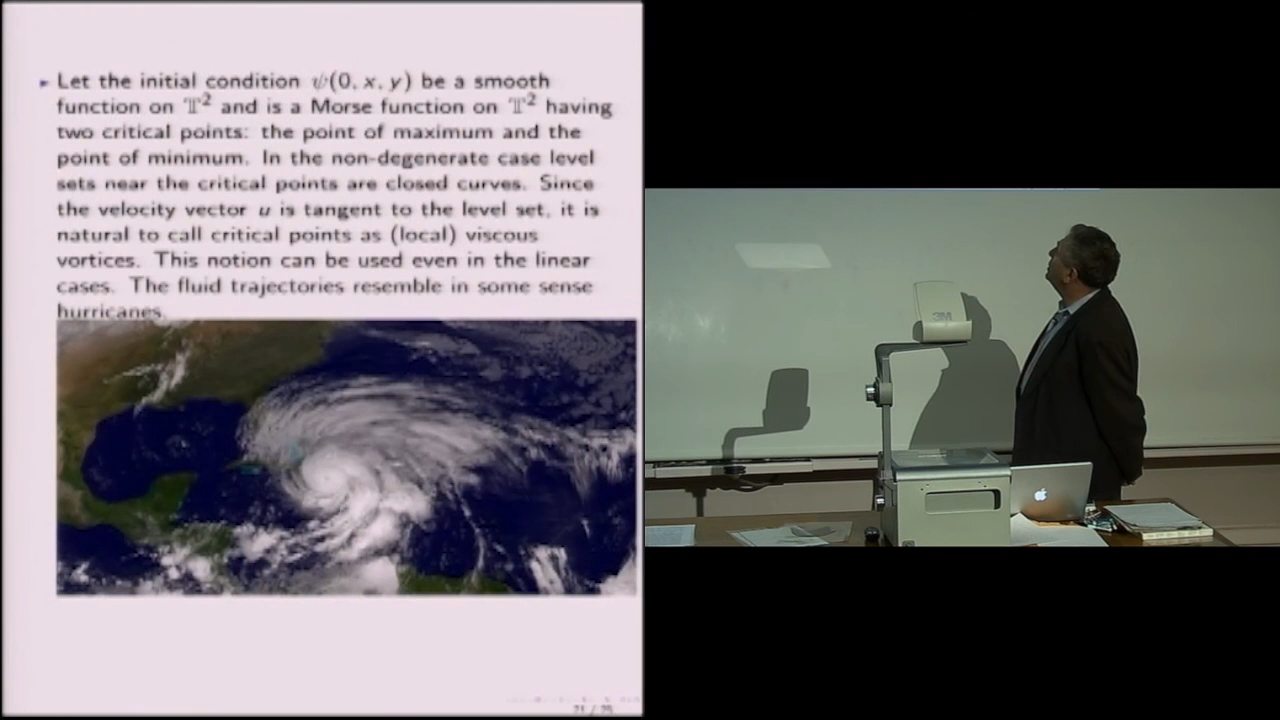 Let the initial condition ψ(0, x, y) be a smooth
function on 𝕋² and is a Morse function on 𝕋² having
two critical points: the point of maximum and the
point of minimum. In the non-degenerate case level
sets near the critical points are closed curves. Since
the velocity vector u is tangent to the level set, it is
natural to call critical points as (local) viscous
vortices. This notion can be used even in the linear
cases. The fluid trajectories resemble in some sense
hurricanes.
21 / 25
3M